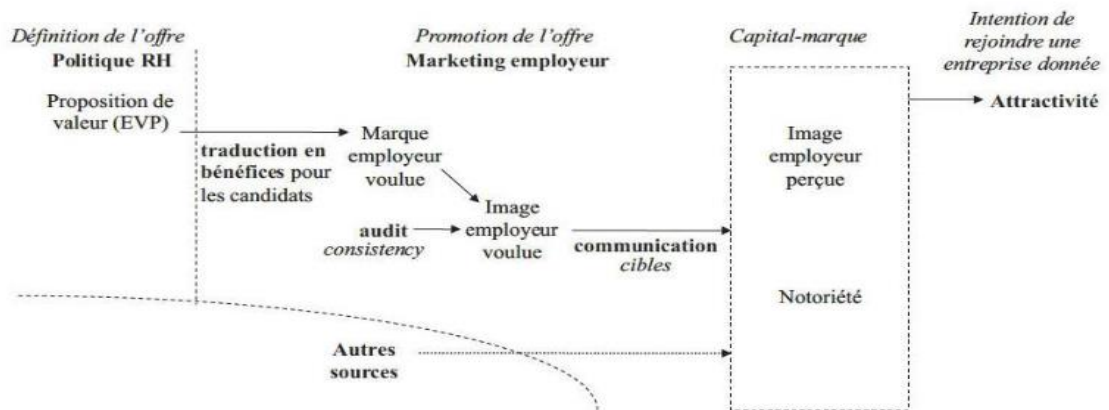 Définition de l'offre
Politique RH
Proposition de
valeur (EVP)
traduction en
bénéfices pour
les candidats
Promotion de l'offre
Marketing employeur
Marque
employeur
voulue
audit
consistency
Image
employeur
voulue
communication
cibles
Autres
sources
Capital-marque
Image
employeur
perçue
Notoriété
Intention de
rejoindre une
entreprise donnée
Attractivité